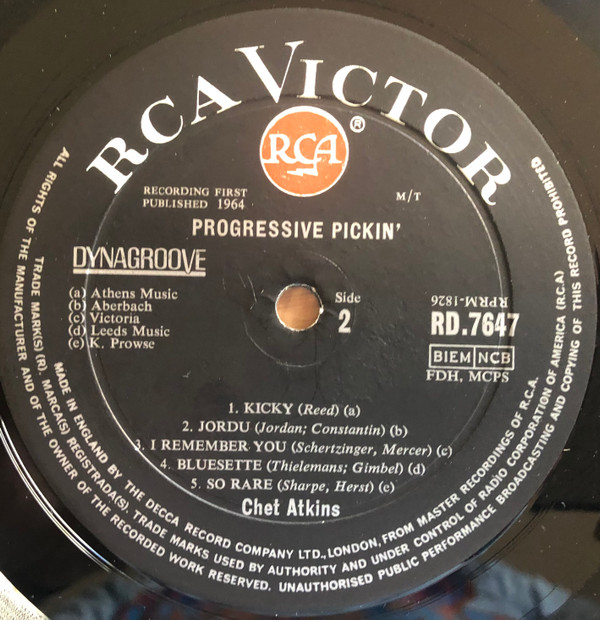 RCA VICTOR
RCA
®
RECORDING FIRST
PUBLISHED 1964
M/T
PROGRESSIVE PICKIN'
DYNAGROOVE
(a) Athens Music
(b) Aberbach
(c) Victoria
(d) Leeds Music
(e) K. Prowse
Side
2
RPRM-1826
RD.7647
BIEM NCB
FDH, MCPS
1. KICKY (Reed) (a)
2. JORDU (Jordan; Constantin) (b)
3. I REMEMBER YOU (Schertzinger, Mercer) (c)
4. BLUESETTE (Thielemans; Gimbel) (d)
5. SO RARE (Sharpe, Herst) (e)
Chet Atkins
MADE IN ENGLAND BY THE DECCA RECORD COMPANY LTD., LONDON, FROM MASTER RECORDINGS OF R.C.A.
TRADE MARK(S) (R). MARCA(S) REGISTRADA(S). TRADE MARKS USED BY AUTHORITY AND UNDER CONTROL OF RADIO CORPORATION OF AMERICA (R.C.A)
ALL RIGHTS OF THE MANUFACTURER AND OF THE OWNER OF THE RECORDED WORK RESERVED. UNAUTHORISED PUBLIC PERFORMANCE BROADCASTING AND COPYING OF THIS RECORD PROHIBITED